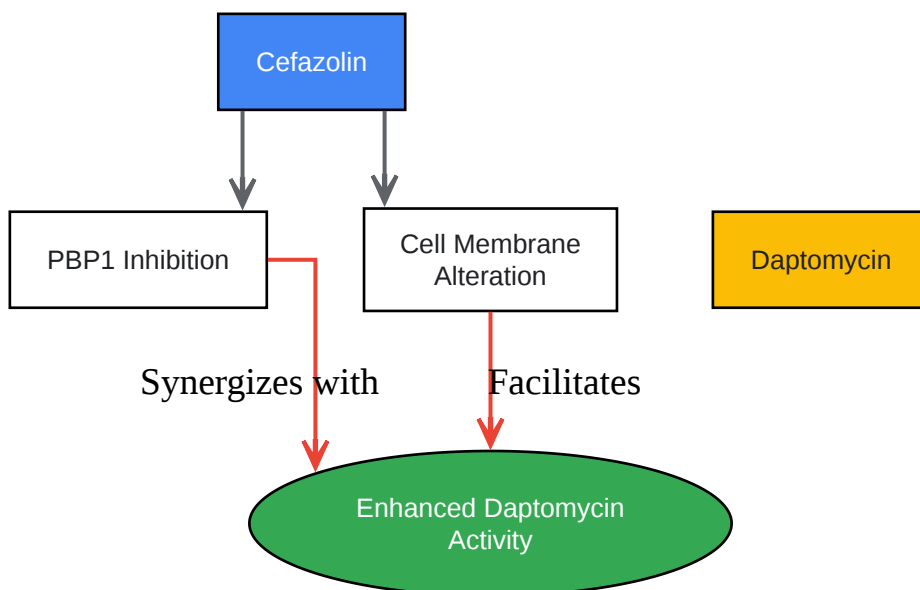 Cefazolin
PBP1 Inhibition
Cell Membrane
Alteration
Daptomycin
Synergizes with
Facilitates
Enhanced Daptomycin
Activity